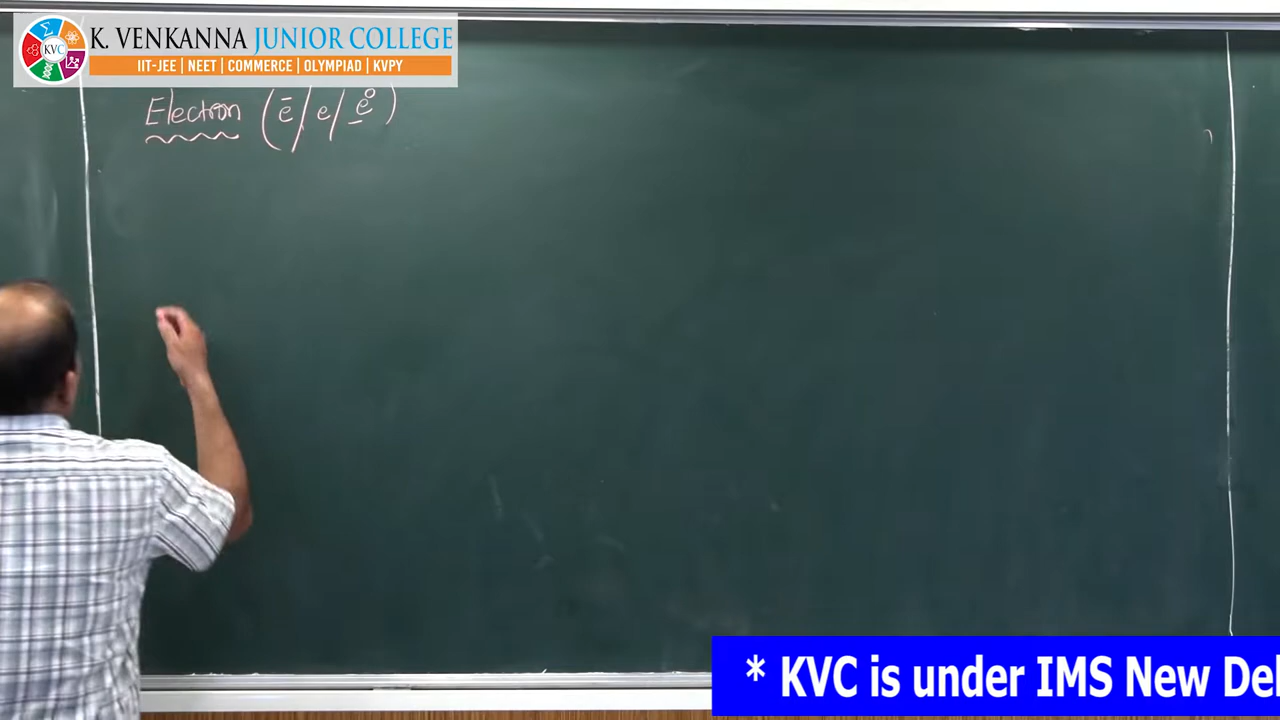 KVC
K. VENKANNA JUNIOR COLLEGE
IIT-JEE | NEET | COMMERCE | OLYMPIAD | KVPY
Electron (ē/e/e̲°)
* KVC is under IMS New Del